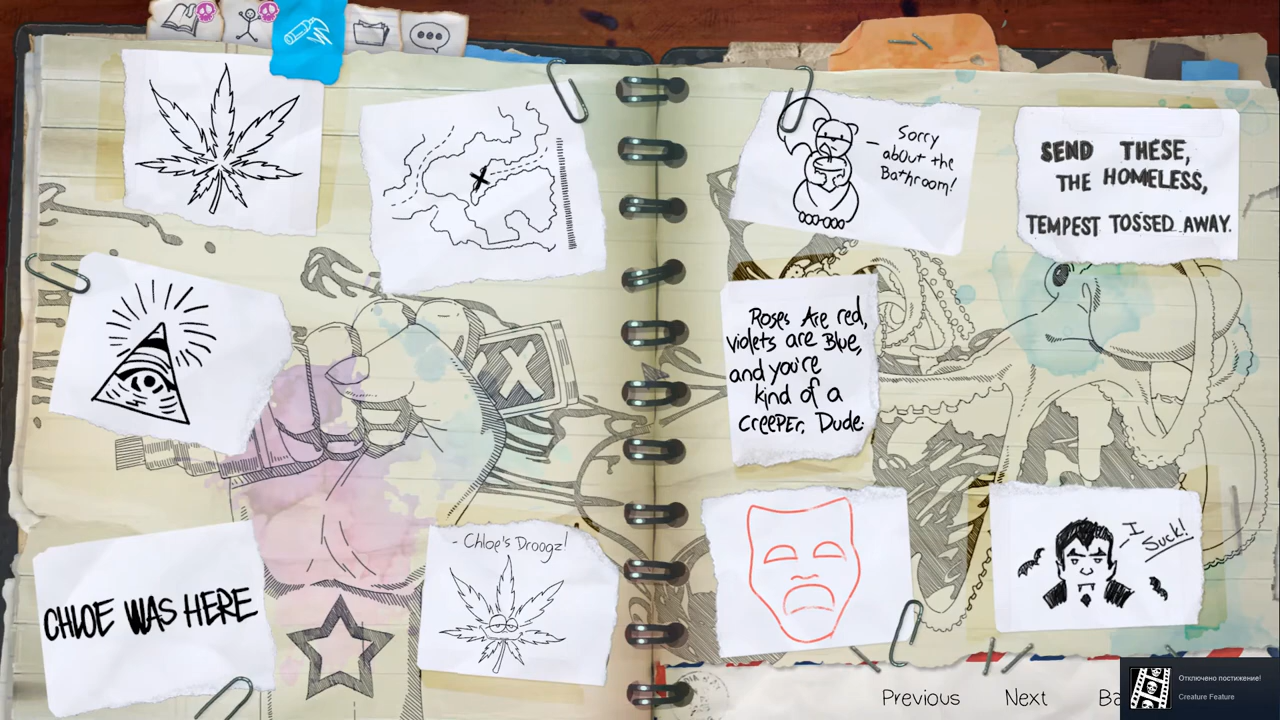 CHLOE WAS HERE
- Chloe's Droogz!
Sorry
about the
Bathroom!
SEND THESE,
THE HOMELESS,
TEMPEST TOSSED AWAY.
Roses Are red,
violets are Blue,
and you're
kind of a
creePEr, Dude.
I
Suck!
Previous Next Ba
Отключено постижение!
Creature Feature